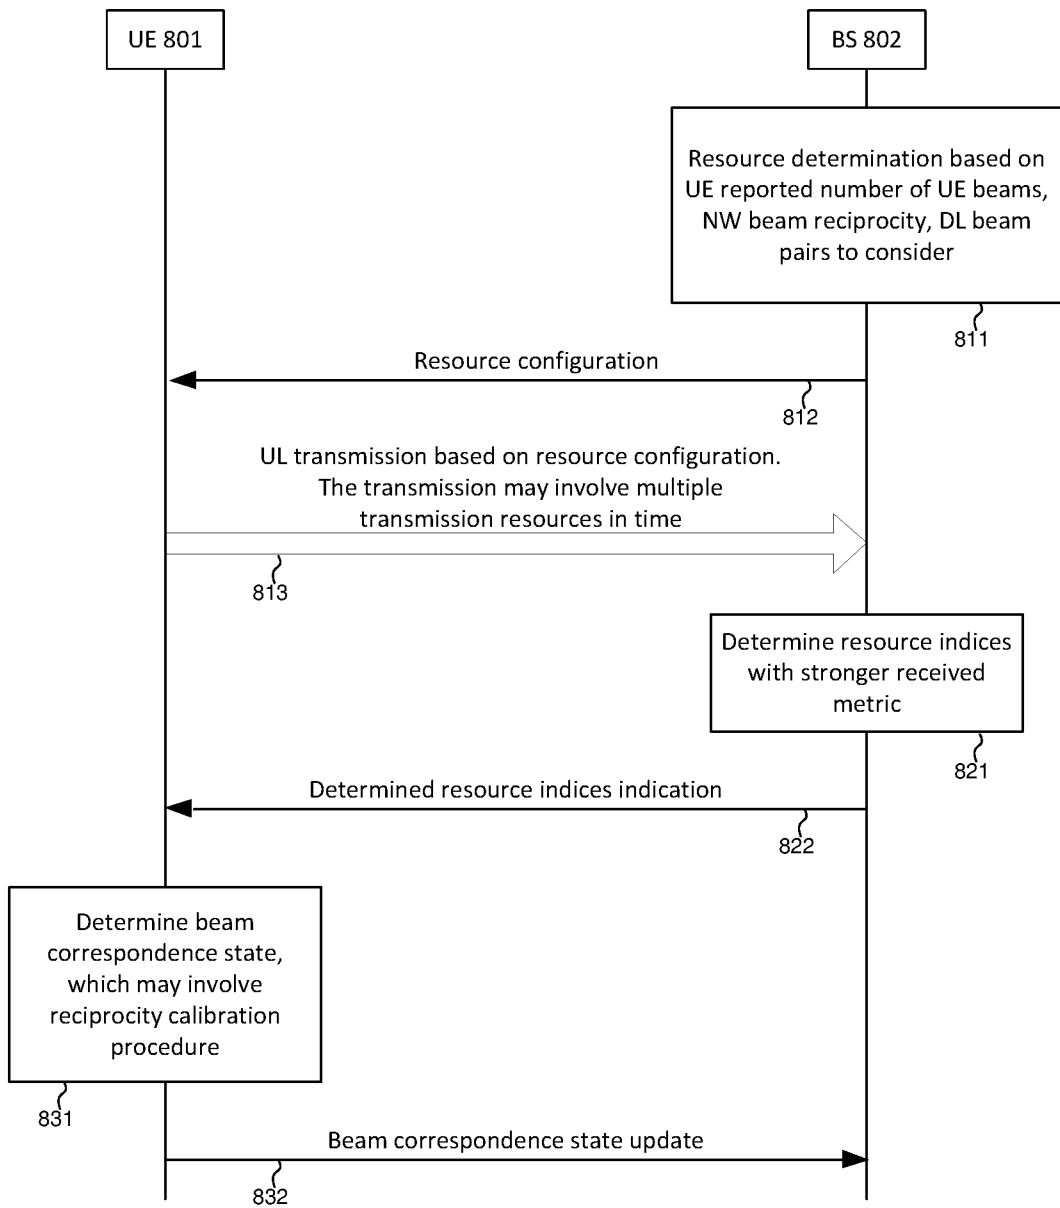 UE 801
BS 802
Resource determination based on
UE reported number of UE beams,
NW beam reciprocity, DL beam
pairs to consider
811
Resource configuration
812
UL transmission based on resource configuration.
The transmission may involve multiple
transmission resources in time
813
Determine resource indices
with stronger received
metric
821
Determined resource indices indication
822
Determine beam
correspondence state,
which may involve
reciprocity calibration
procedure
831
Beam correspondence state update
832